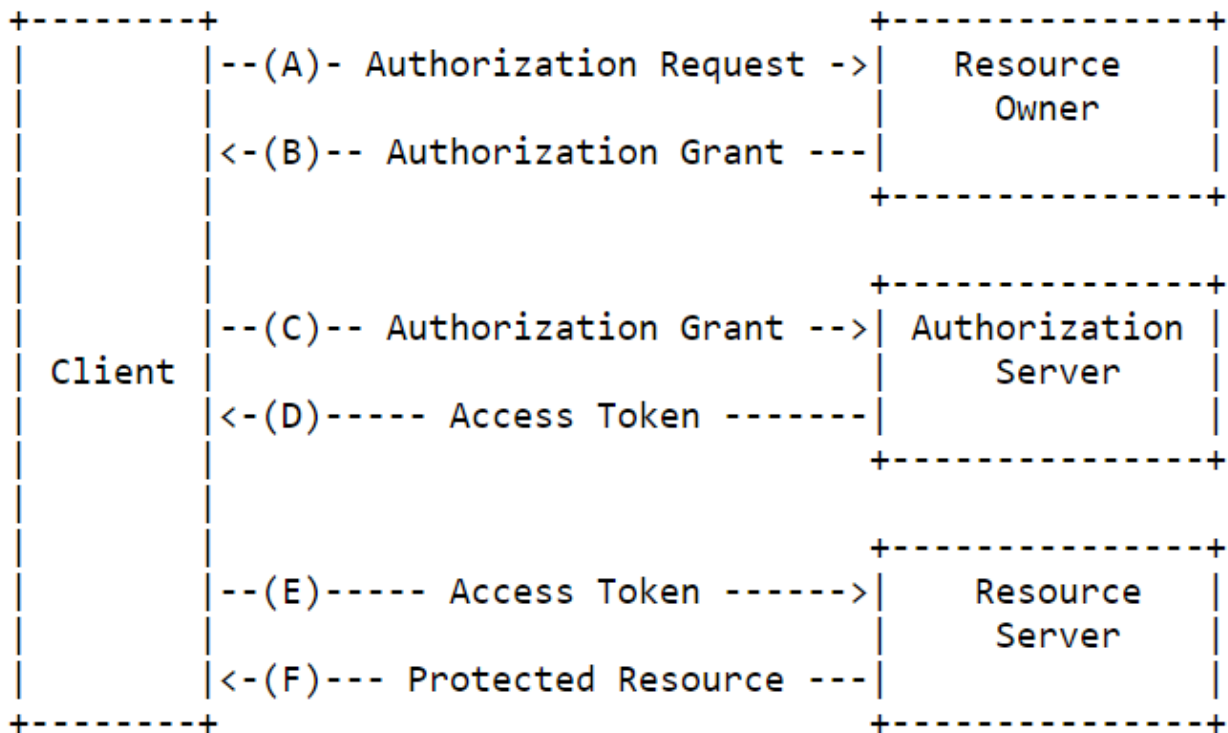 +--------+                               +---------------+
|        |--(A)- Authorization Request ->|   Resource    |
|        |                               |     Owner     |
|        |<-(B)-- Authorization Grant ---|               |
|        |                               +---------------+
|        |
|        |                               +---------------+
|        |--(C)-- Authorization Grant -->| Authorization |
| Client |                               |     Server    |
|        |<-(D)----- Access Token -------|               |
|        |                               +---------------+
|        |
|        |                               +---------------+
|        |--(E)----- Access Token ------>|    Resource   |
|        |                               |     Server    |
|        |<-(F)--- Protected Resource ---|               |
+--------+                               +---------------+